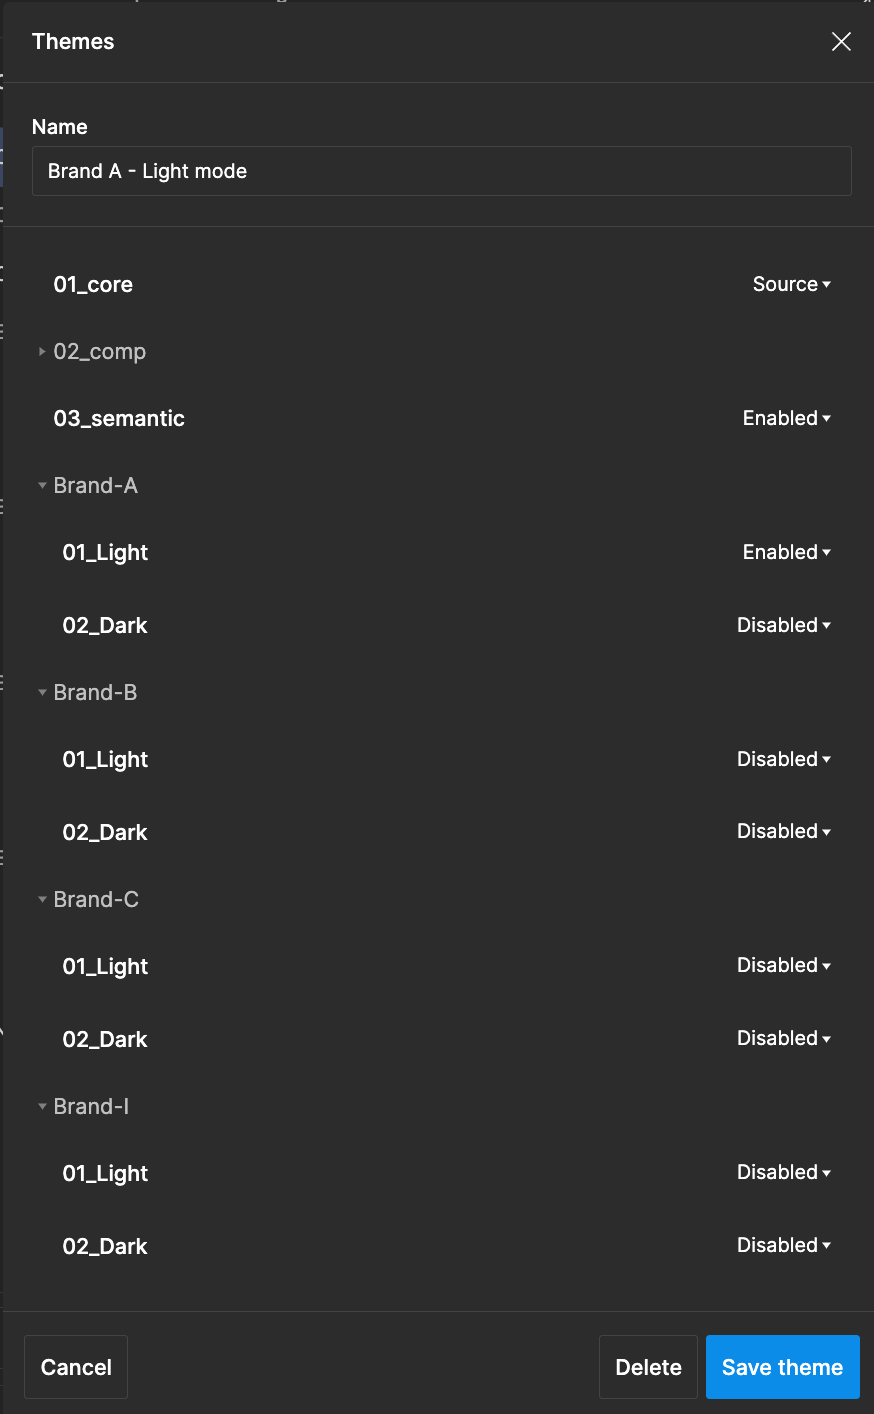 Themes
Name
Brand A - Light mode
01_core Source
02_comp
03_semantic Enabled
Brand-A
01_Light Enabled
02_Dark Disabled
Brand-B
01_Light Disabled
02_Dark Disabled
Brand-C
01_Light Disabled
02_Dark Disabled
Brand-I
01_Light Disabled
02_Dark Disabled
Cancel Delete Save theme